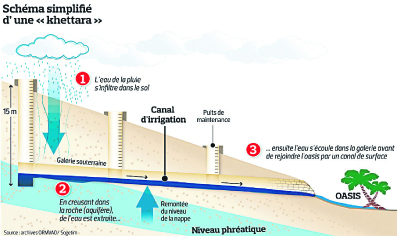 Schéma simplifié
d'une « khettara »
1
L'eau de la pluie
s'infiltre dans le sol
15 m
Canal
d'irrigation
Puits de
maintenance
3
... ensuite l'eau s'écoule dans la galerie avant
de rejoindre l'oasis par un canal de surface
Galerie souterraine
OASIS
2
En creusant dans
la roche (aquifère),
de l'eau est extraite...
Remontée
du niveau
de la nappe
Niveau phréatique
Source : archives ORMVAD/ Sogetim